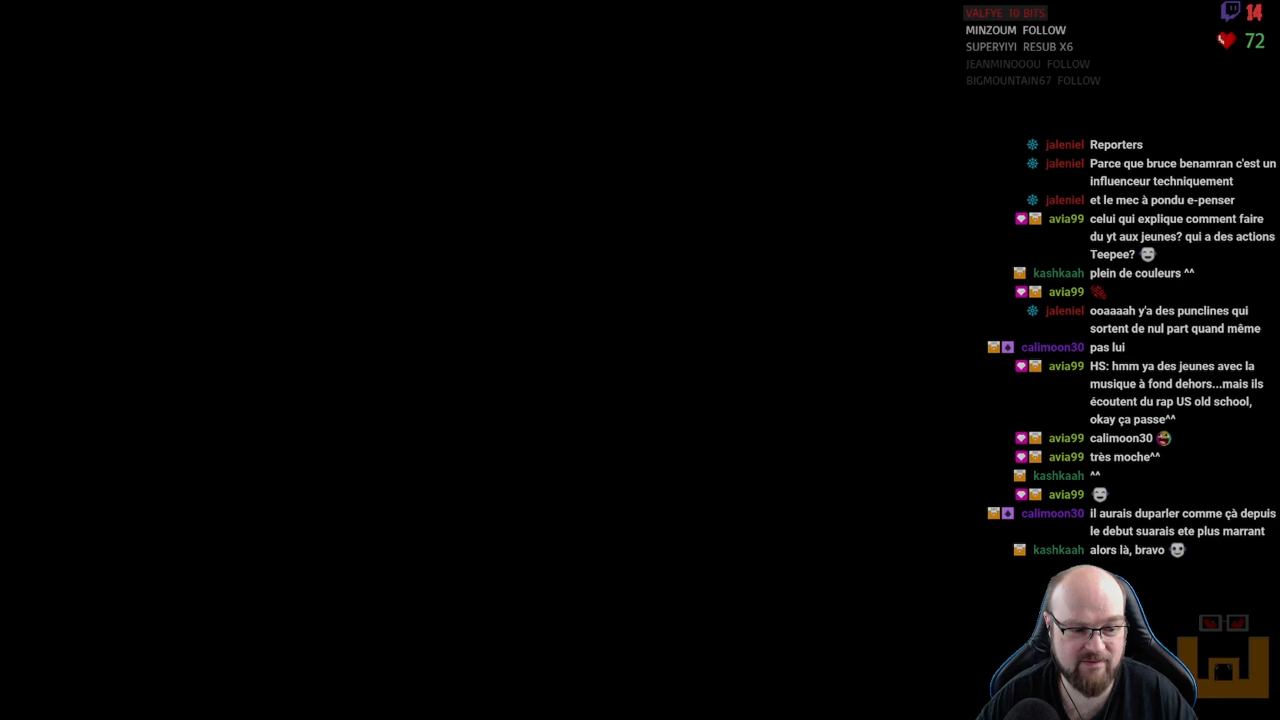 VALFYE 10 BITS
14
MINZOUM FOLLOW
72
SUPERYIYI RESUB X6
JEANMINOOOU FOLLOW
BIGMOUNTAIN67 FOLLOW
jaleniel Reporters
jaleniel Parce que bruce benamran c'est un
influenceur techniquement
jaleniel et le mec à pondu e-penser
avia99 celui qui explique comment faire
du yt aux jeunes? qui a des actions
Teepee?
kashkaah plein de couleurs ^^
avia99
jaleniel ooaaaah y'a des punclines qui
sortent de nul part quand même
calimoon30 pas lui
avia99 HS: hmm ya des jeunes avec la
musique à fond dehors...mais ils
écoutent du rap US old school,
okay ça passe^^
avia99 calimoon30
avia99 très moche^^
kashkaah ^^
avia99
calimoon30 il aurais duparler comme çà depuis
le debut suarais ete plus marrant
kashkaah alors là, bravo